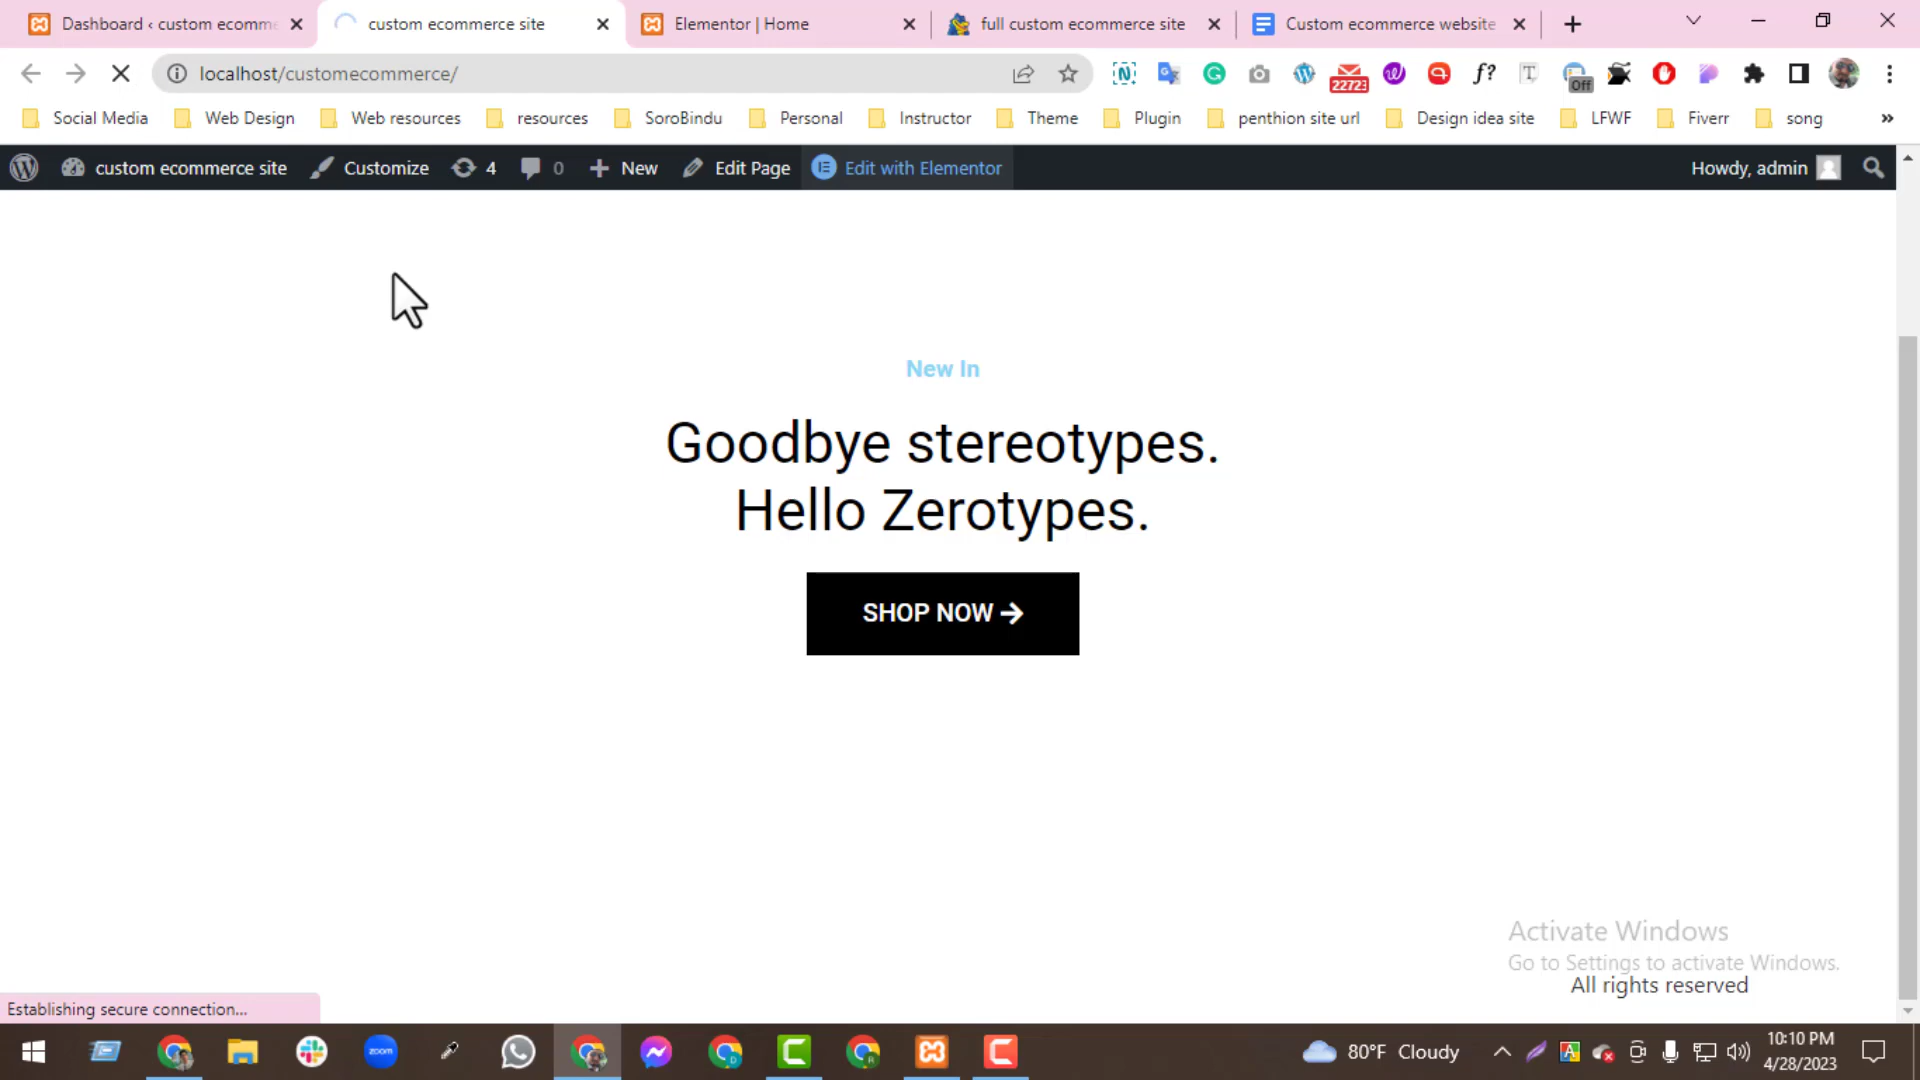 Dashboard ‹ custom ecomme
custom ecommerce site
Elementor | Home
full custom ecommerce site
Custom ecommerce website
localhost/customecommerce/
22723
f?
Off
Social Media
Web Design
Web resources
resources
SoroBindu
Personal
Instructor
Theme
Plugin
penthion site url
Design idea site
LFWF
Fiverr
song
»
custom ecommerce site
Customize
4
0
New
Edit Page
Edit with Elementor
Howdy, admin
New In
Goodbye stereotypes.
Hello Zerotypes.
SHOP NOW →
Activate Windows
Go to Settings to activate Windows.
All rights reserved
Establishing secure connection...
zoom
80°F Cloudy
10:10 PM
4/28/2023